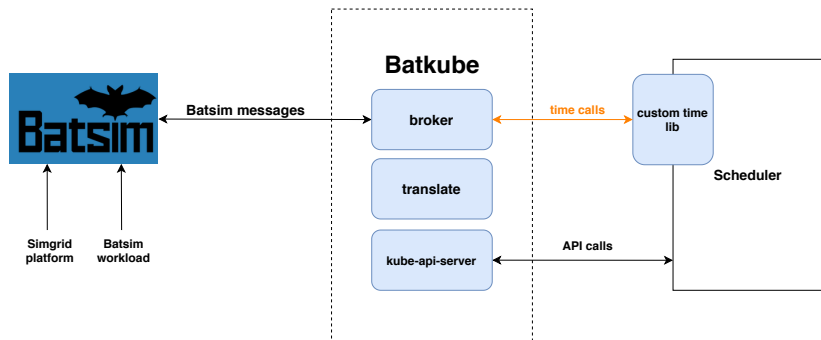 Batkube
Batsim
Batsim messages
broker
time calls
custom time
lib
translate
Scheduler
Simgrid
platform
Batsim
workload
kube-api-server
API calls